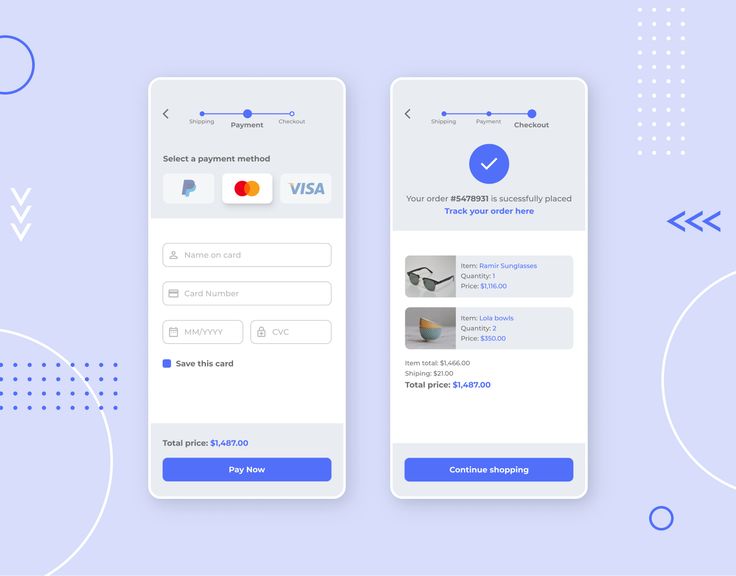 Shipping
Payment
Checkout
Select a payment method
VISA
Name on card
Card Number
MM/YYYY
CVC
Save this card
Total price: $1,487.00
Pay Now
Shipping
Payment
Checkout
Your order #5478931 is sucessfully placed
Track your order here
Item: Ramir Sunglasses
Quantity: 1
Price: $1,116.00
Item: Lola bowls
Quantity: 2
Price: $350.00
Item total: $1,466.00
Shiping: $21.00
Total price: $1,487.00
Continue shopping